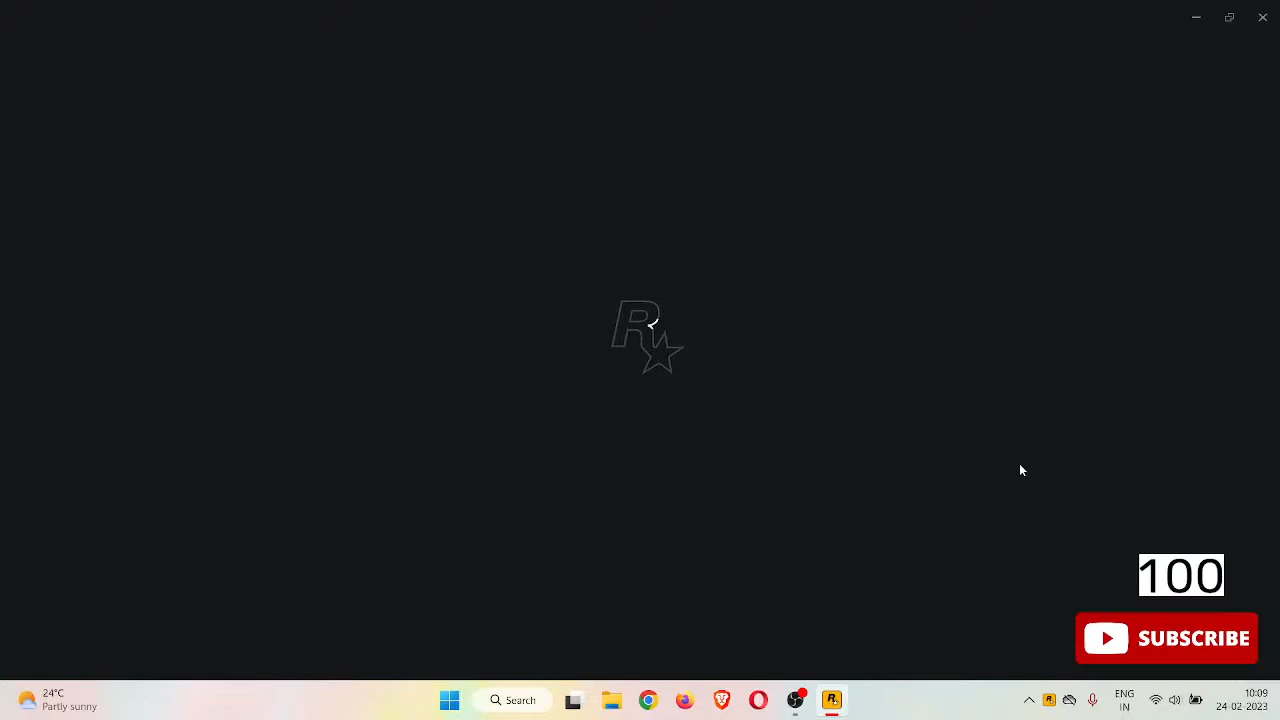 R
100
SUBSCRIBE
24°C
Partly sunny
Search
R
R
ENG
IN
10:09
24-02-2023